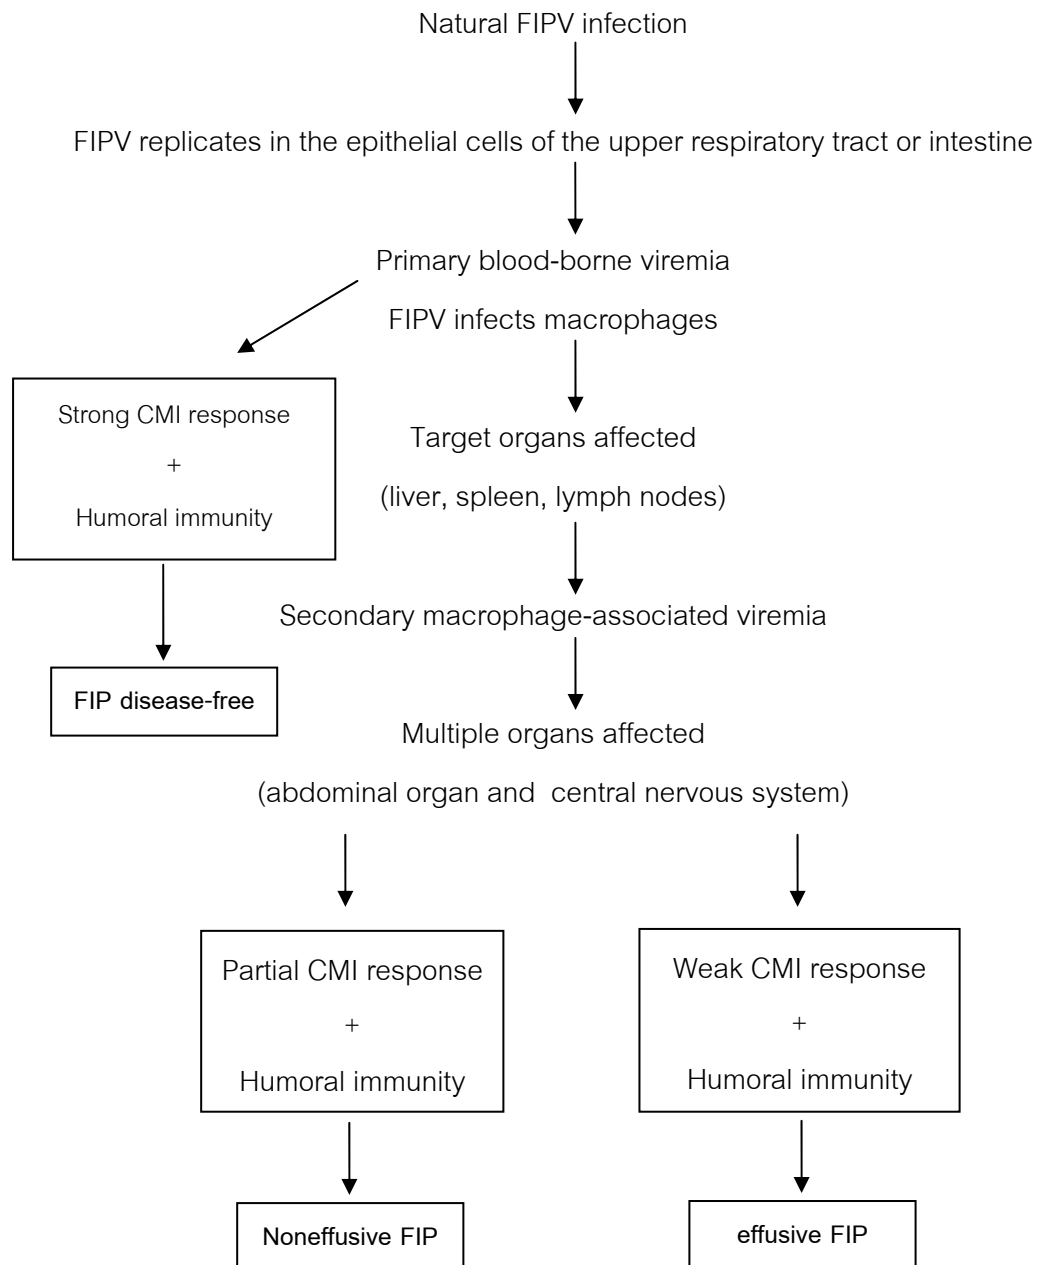 Natural FIPV infection
FIPV replicates in the epithelial cells of the upper respiratory tract or intestine
Primary blood-borne viremia
FIPV infects macrophages
Strong CMI response
+
Humoral immunity
Target organs affected
(liver, spleen, lymph nodes)
Secondary macrophage-associated viremia
FIP disease-free
Multiple organs affected
(abdominal organ and central nervous system)
Partial CMI response
+
Humoral immunity
Weak CMI response
+
Humoral immunity
Noneffusive FIP
effusive FIP